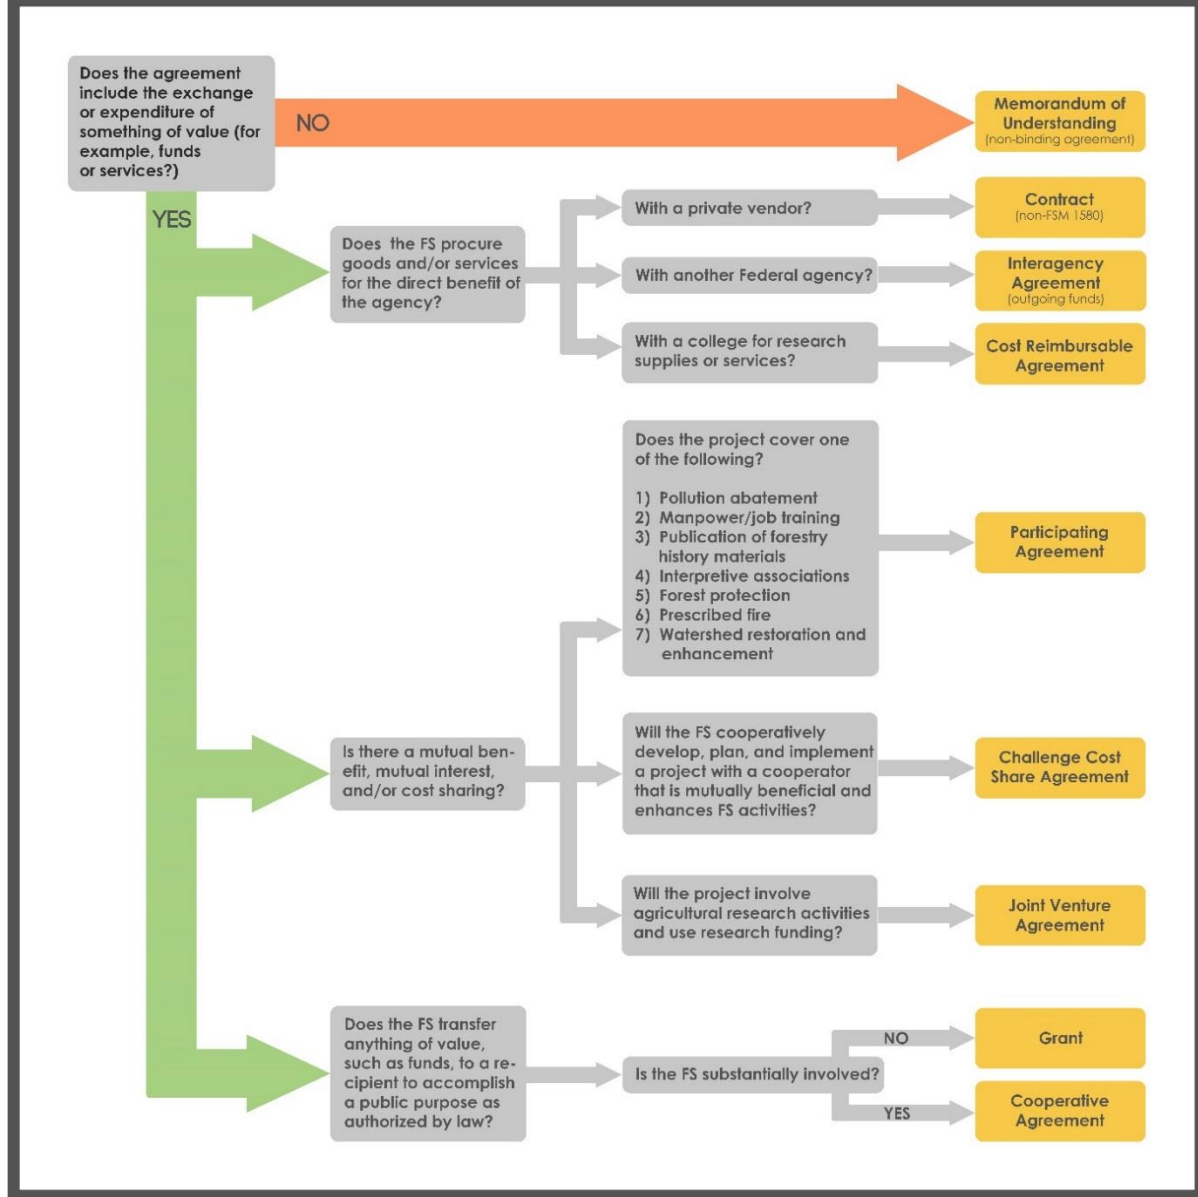 Does the agreement
include the exchange
or expenditure of
something of value (for
example, funds
or services?)
NO
Memorandum of
Understanding
(non-binding agreement)
YES
Does the FS procure
goods and/or services
for the direct benefit of
the agency?
With a private vendor?
Contract
(non-FSM 1580)
With another Federal agency?
Interagency
Agreement
(outgoing funds)
With a college for research
supplies or services?
Cost Reimbursable
Agreement
Does the project cover one
of the following?
1) Pollution abatement
2) Manpower/job training
3) Publication of forestry
history materials
4) Interpretive associations
5) Forest protection
6) Prescribed fire
7) Watershed restoration and
enhancement
Participating
Agreement
Is there a mutual ben-
efit, mutual interest,
and/or cost sharing?
Will the FS cooperatively
develop, plan, and implement
a project with a cooperator
that is mutually beneficial and
enhances FS activities?
Challenge Cost
Share Agreement
Will the project involve
agricultural research activities
and use research funding?
Joint Venture
Agreement
Does the FS transfer
anything of value,
such as funds, to a re-
cipient to accomplish
a public purpose as
authorized by law?
Is the FS substantially involved?
NO
Grant
YES
Cooperative
Agreement